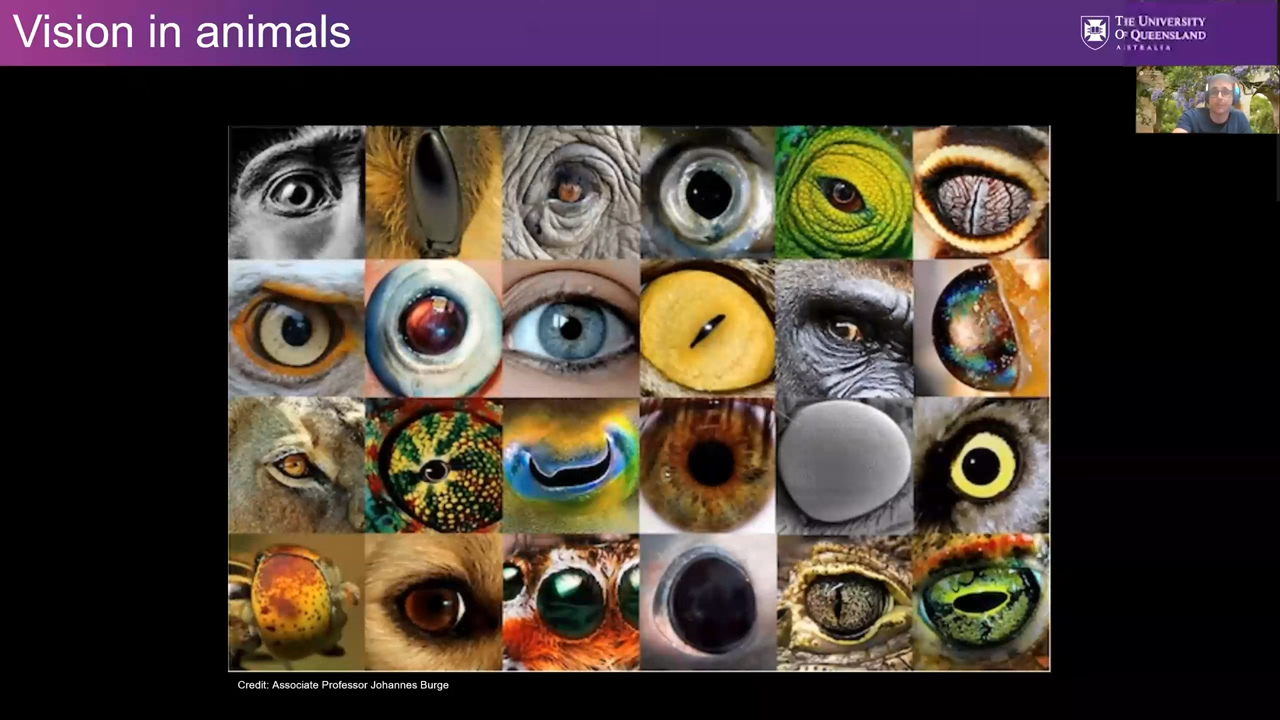 Vision in animals
THE UNIVERSITY
OF QUEENSLAND
AUSTRALIA
Credit: Associate Professor Johannes Burge